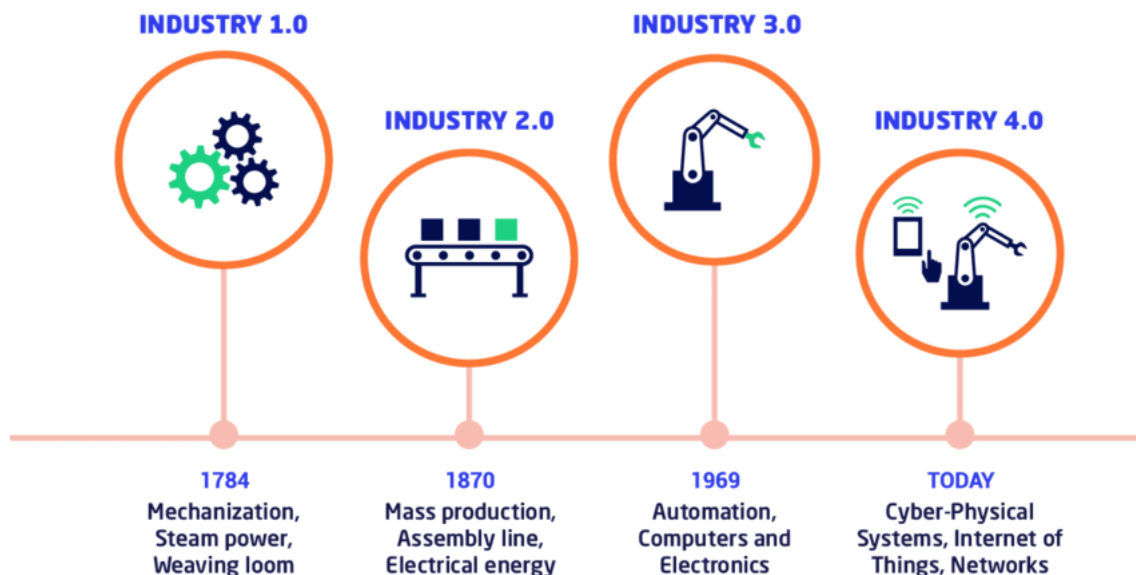 INDUSTRY 1.0
1784
Mechanization,
Steam power,
Weaving loom
INDUSTRY 2.0
1870
Mass production,
Assembly line,
Electrical energy
INDUSTRY 3.0
1969
Automation,
Computers and
Electronics
INDUSTRY 4.0
TODAY
Cyber-Physical
Systems, Internet of
Things, Networks